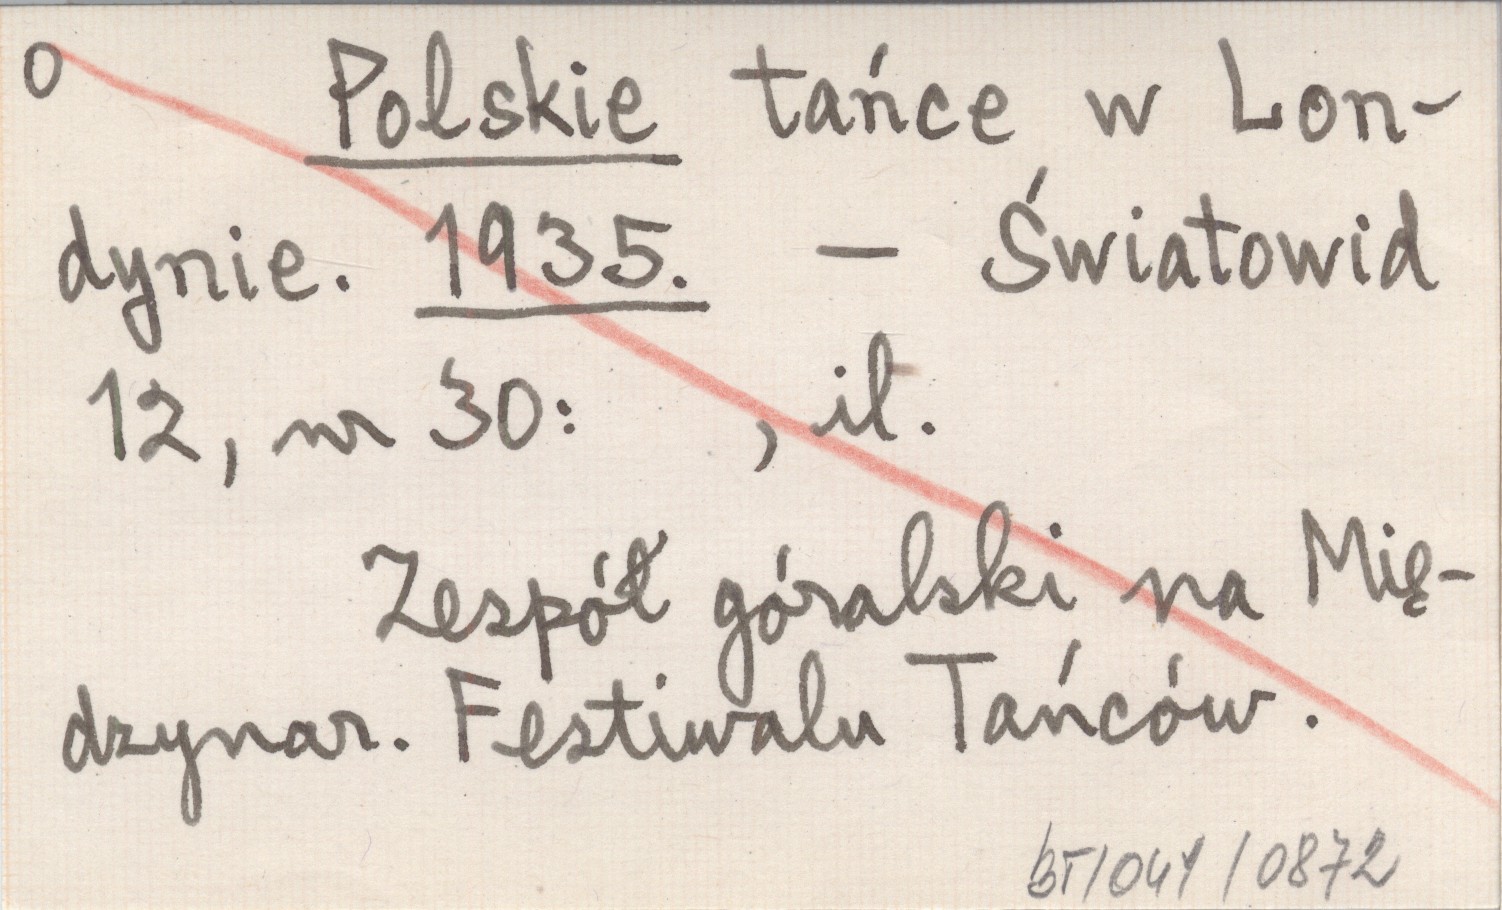 o Polskie tańce w Lon-
dynie. 1935. — Światowid
12, nr 30: , il.
Zespół góralski na Mię-
dzynar. Festiwalu Tańców.
BT/041/0872